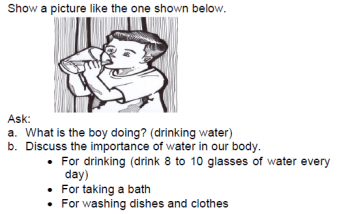 Show a picture like the one shown below.
Ask:
a. What is the boy doing? (drinking water)
b. Discuss the importance of water in our body.
• For drinking (drink 8 to 10 glasses of water every
day)
• For taking a bath
• For washing dishes and clothes